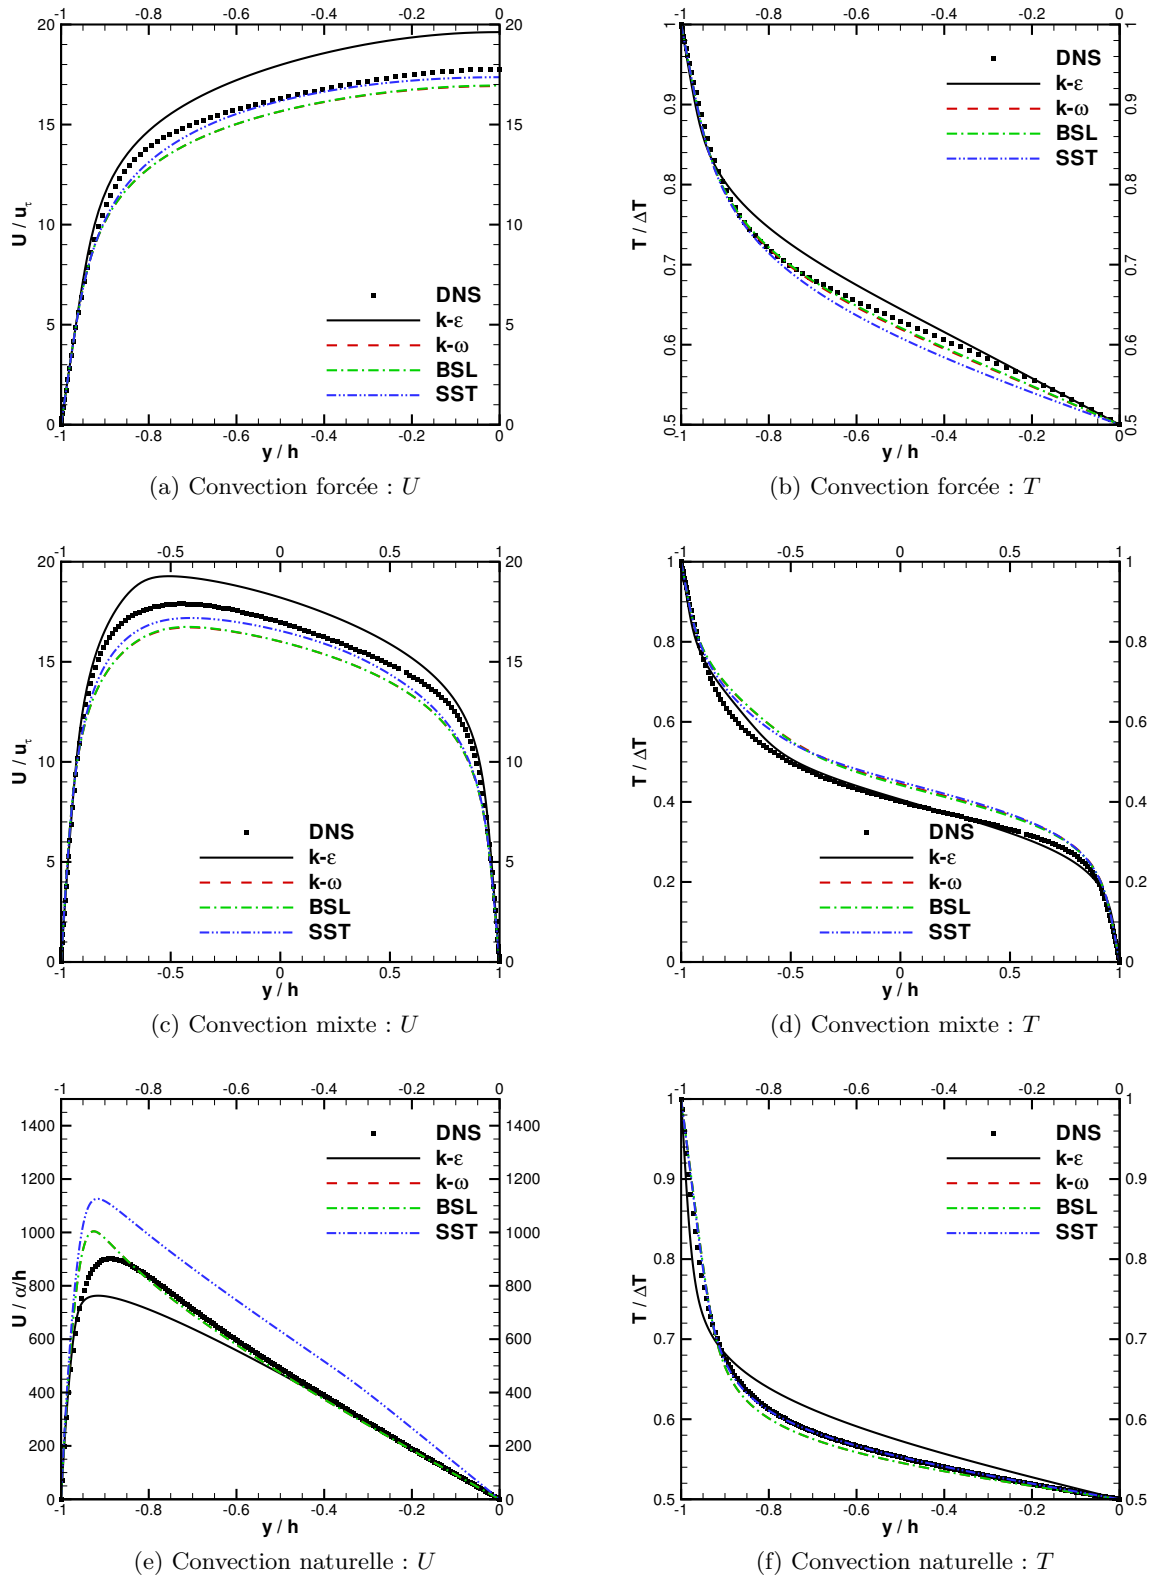 -1 -0.8 -0.6 -0.4 -0.2 0
20 20
15 15
10 10
5 5
0 0
U / uτ
DNS
k-ε
k-ω
BSL
SST
-1 -0.8 -0.6 -0.4 -0.2 0
y / h
(a) Convection forcée : U
-1 -0.8 -0.6 -0.4 -0.2 0
1 1
0.9 0.9
0.8 0.8
0.7 0.7
0.6 0.6
0.5 0.5
T / ΔT
DNS
k-ε
k-ω
BSL
SST
-1 -0.8 -0.6 -0.4 -0.2 0
y / h
(b) Convection forcée : T
-1 -0.5 0 0.5 1
20 20
15 15
10 10
5 5
0 0
U / uτ
DNS
k-ε
k-ω
BSL
SST
-1 -0.5 0 0.5 1
y / h
(c) Convection mixte : U
-1 -0.5 0 0.5 1
1 1
0.8 0.8
0.6 0.6
0.4 0.4
0.2 0.2
0 0
T / ΔT
DNS
k-ε
k-ω
BSL
SST
-1 -0.5 0 0.5 1
y / h
(d) Convection mixte : T
-1 -0.8 -0.6 -0.4 -0.2 0
1400 1400
1200 1200
1000 1000
800 800
600 600
400 400
200 200
0 0
U / α/h
DNS
k-ε
k-ω
BSL
SST
-1 -0.8 -0.6 -0.4 -0.2 0
y / h
(e) Convection naturelle : U
-1 -0.8 -0.6 -0.4 -0.2 0
1 1
0.9 0.9
0.8 0.8
0.7 0.7
0.6 0.6
0.5 0.5
T / ΔT
DNS
k-ε
k-ω
BSL
SST
-1 -0.8 -0.6 -0.4 -0.2 0
y / h
(f) Convection naturelle : T